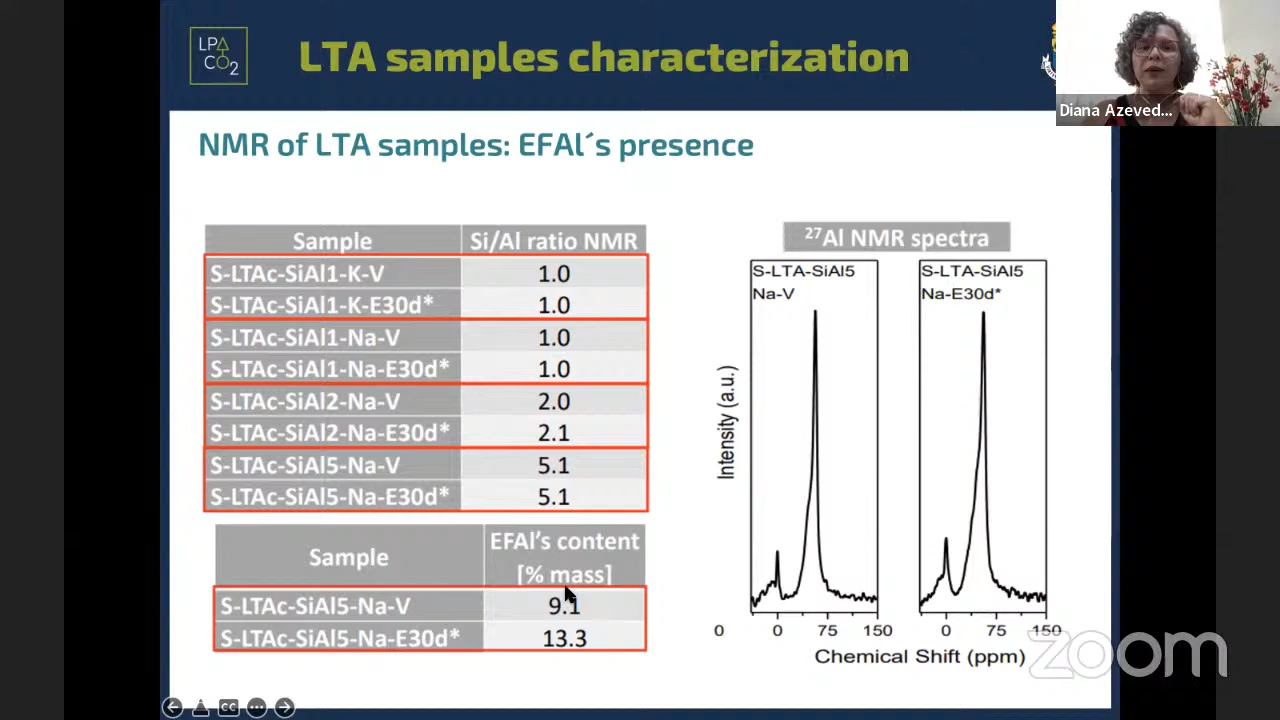 LPA
CO2
LTA samples characterization
Diana Azeved...
NMR of LTA samples: EFAl´s presence
Sample Si/Al ratio NMR
S-LTAc-SiAl1-K-V 1.0
S-LTAc-SiAl1-K-E30d* 1.0
S-LTAc-SiAl1-Na-V 1.0
S-LTAc-SiAl1-Na-E30d* 1.0
S-LTAc-SiAl2-Na-V 2.0
S-LTAc-SiAl2-Na-E30d* 2.1
S-LTAc-SiAl5-Na-V 5.1
S-LTAc-SiAl5-Na-E30d* 5.1
Sample EFAl's content [% mass]
S-LTAc-SiAl5-Na-V 9.1
S-LTAc-SiAl5-Na-E30d* 13.3
27Al NMR spectra
S-LTA-SiAl5
Na-V
S-LTA-SiAl5
Na-E30d*
Intensity (a.u.)
0 0 75 150 0 75 150
Chemical Shift (ppm)
zoom
CC